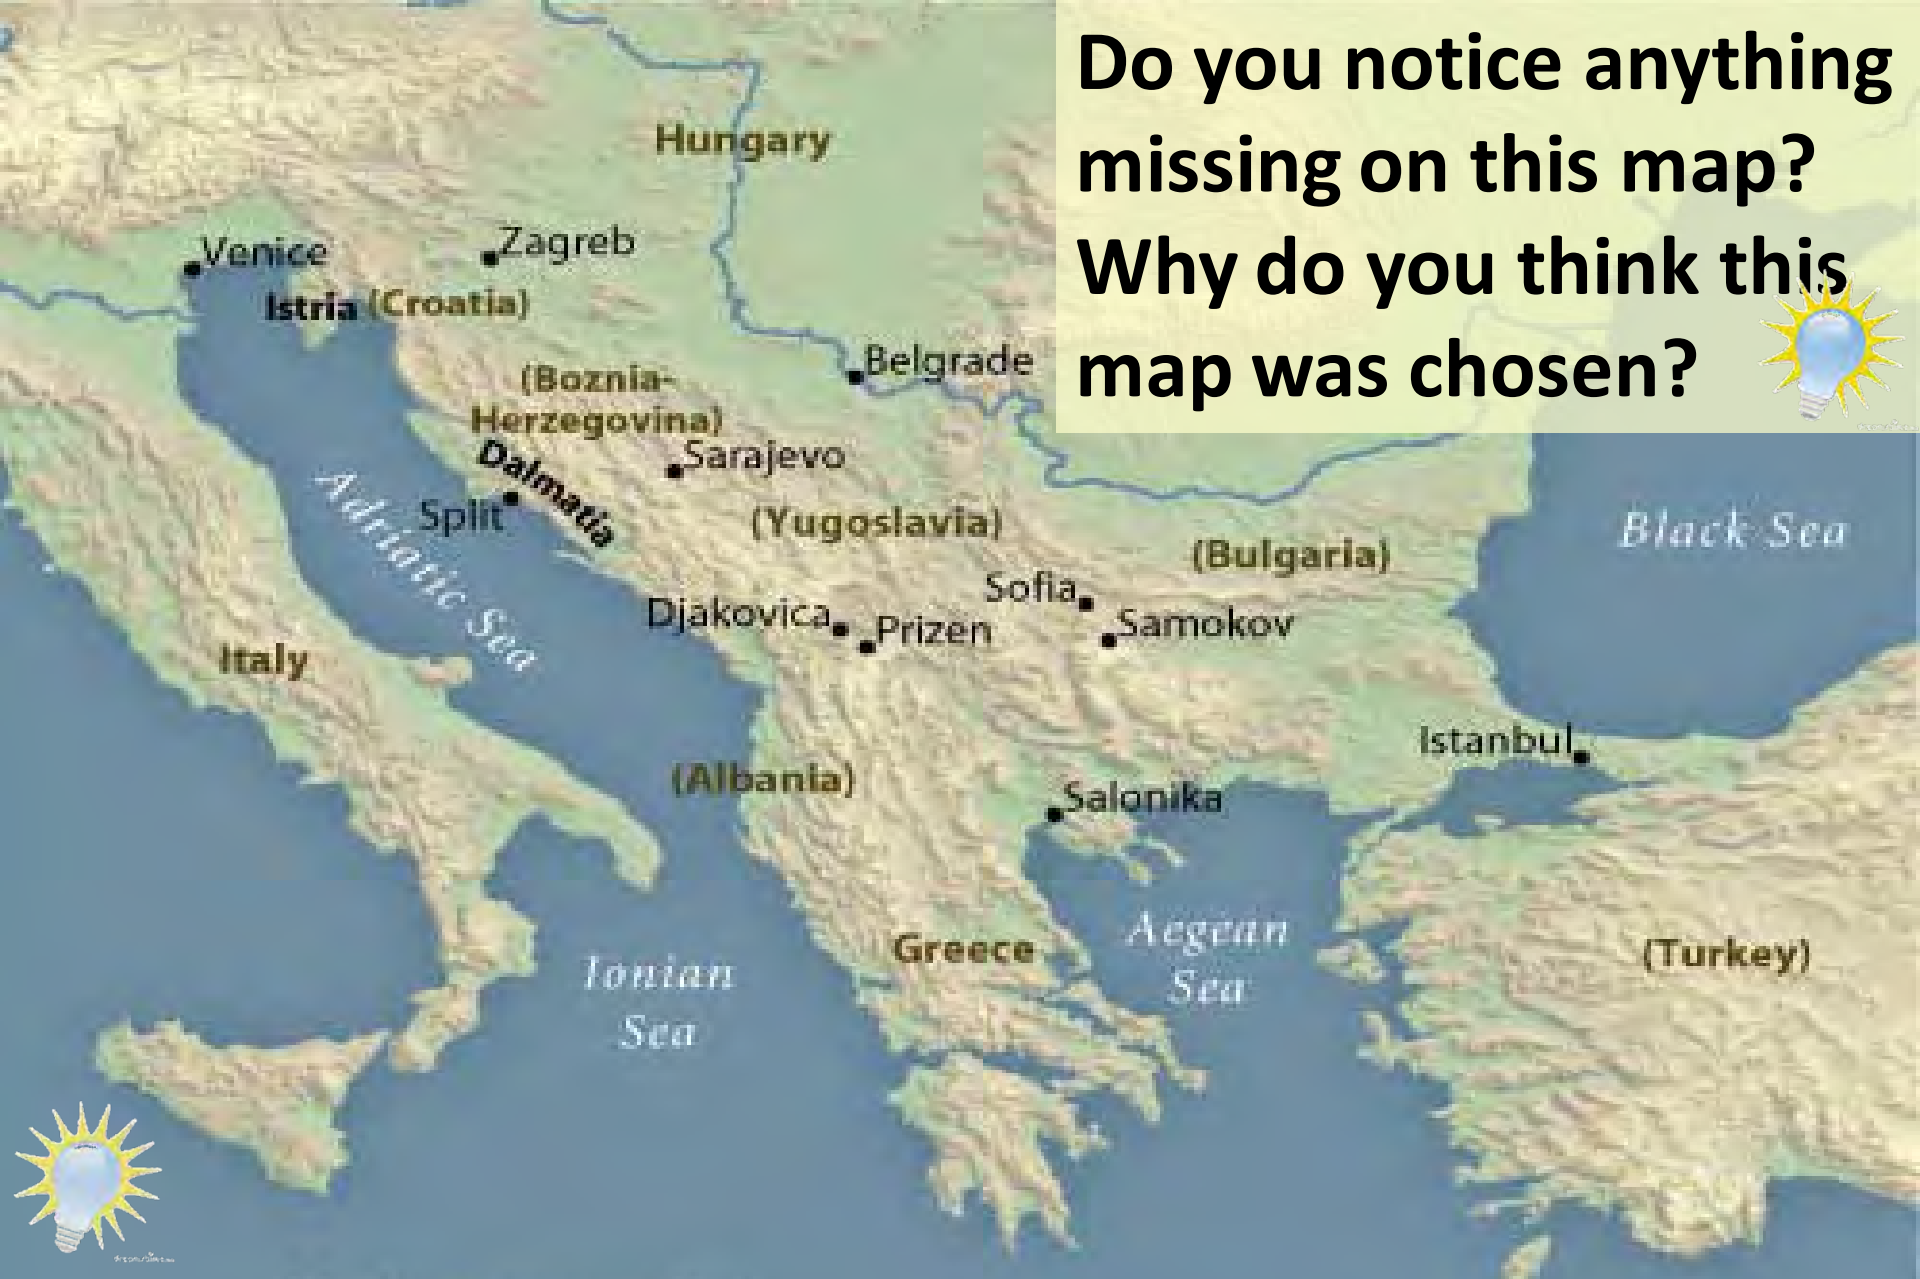 Do you notice anything
missing on this map?
Why do you think this
map was chosen?
Hungary
Venice
Zagreb
Istria (Croatia)
Belgrade
(Boznia-
Herzegovina)
Sarajevo
Dalmatia
Split
Adriatic Sea
(Yugoslavia)
Black Sea
(Bulgaria)
Sofia
Djakovica
Prizen
Samokov
Italy
Istanbul
(Albania)
Salonika
Aegean
Sea
Greece
(Turkey)
Ionian
Sea